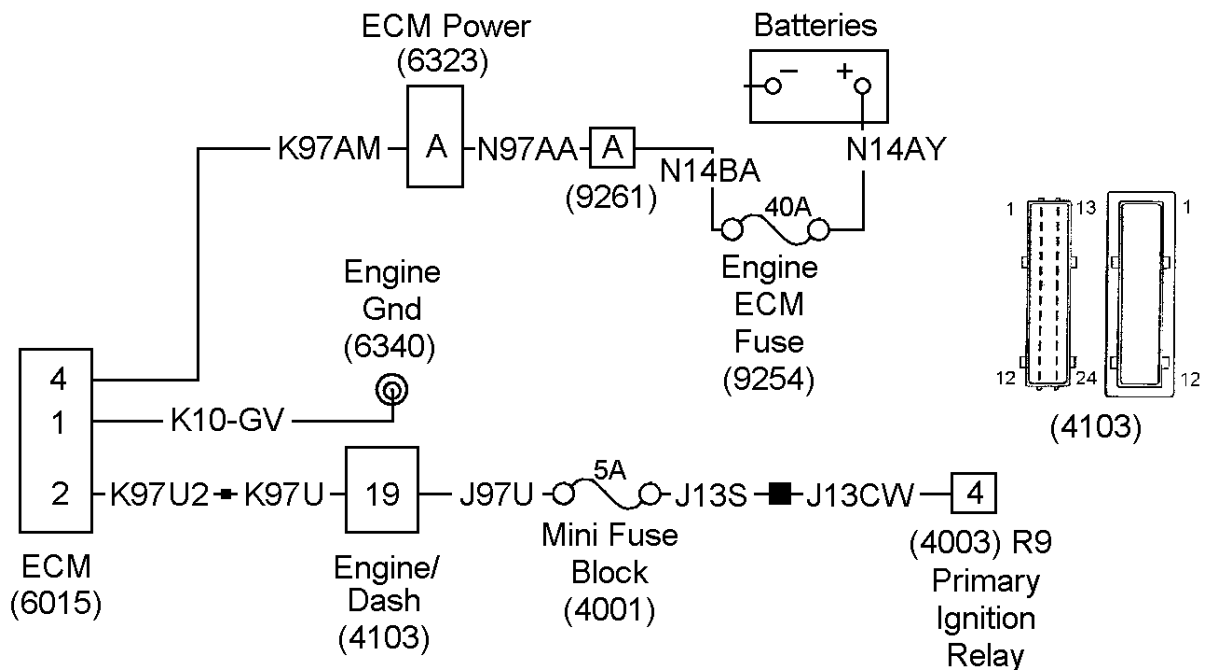 ECM Power
(6323)
Batteries
− +
K97AM A N97AA A N14BA N14AY
(9261)
40A
Engine
ECM
Fuse
(9254)
1 13 1
12 24 12
(4103)
Engine
Gnd
(6340)
4
1 K10-GV
2 K97U2 K97U 19 J97U 5A J13S J13CW 4
ECM
(6015)
Engine/
Dash
(4103)
Mini Fuse
Block
(4001)
(4003) R9
Primary
Ignition
Relay